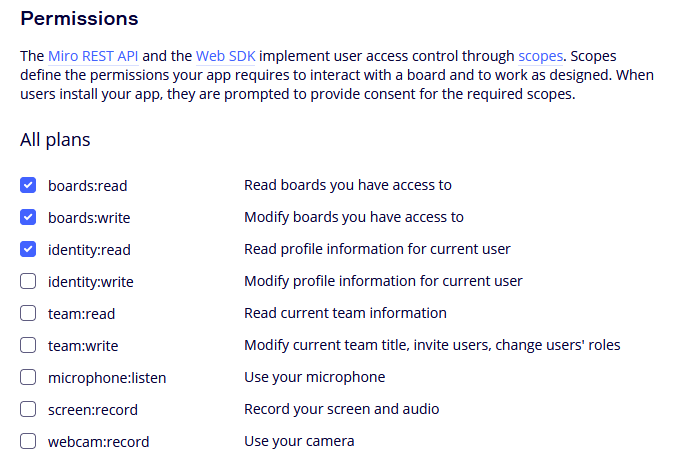 Permissions
The Miro REST API and the Web SDK implement user access control through scopes. Scopes
define the permissions your app requires to interact with a board and to work as designed. When
users install your app, they are prompted to provide consent for the required scopes.
All plans
boards:read Read boards you have access to
boards:write Modify boards you have access to
identity:read Read profile information for current user
identity:write Modify profile information for current user
team:read Read current team information
team:write Modify current team title, invite users, change users' roles
microphone:listen Use your microphone
screen:record Record your screen and audio
webcam:record Use your camera